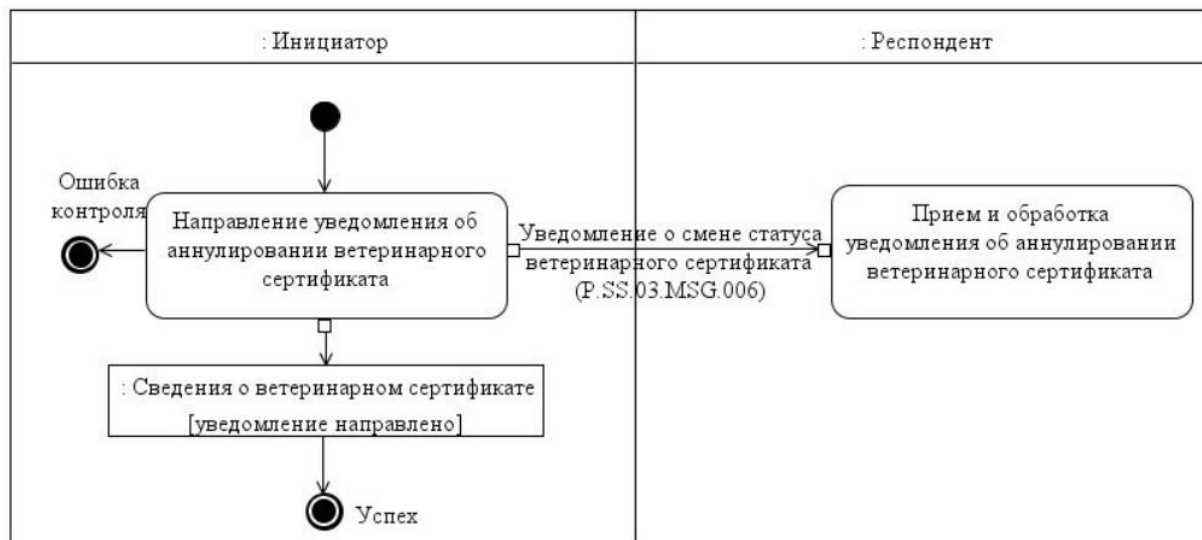 : Инициатор
: Респондент
Ошибка
контроля
Направление уведомления об
аннулировании ветеринарного
сертификата
Уведомление о смене статуса
ветеринарного сертификата
(P.SS.03.MSG.006)
Прием и обработка
уведомления об аннулировании
ветеринарного сертификата
: Сведения о ветеринарном сертификате
[уведомление направлено]
Успех